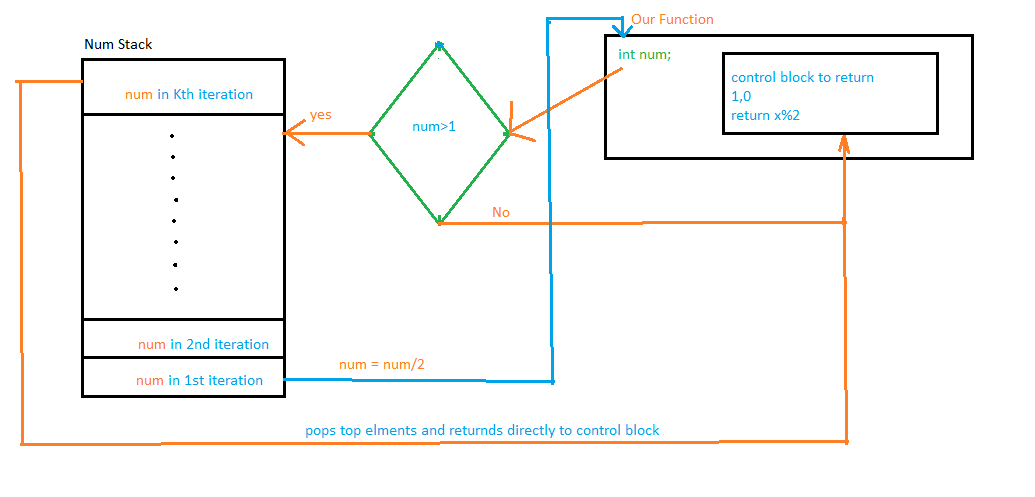 Our Function
Num Stack
int num;
control block to return
1,0
return x%2
num in Kth iteration
yes
num>1
No
num in 2nd iteration
num = num/2
num in 1st iteration
pops top elments and returnds directly to control block